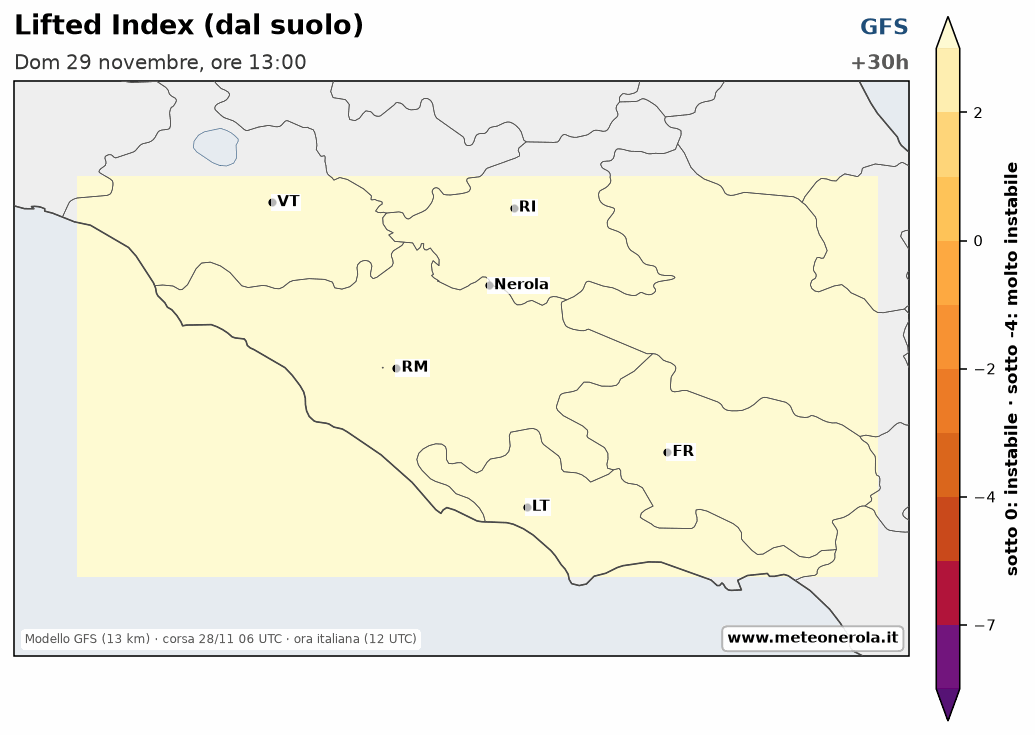 Lifted Index (dal suolo)
GFS
Dom 29 novembre, ore 13:00
+30h
VT
RI
Nerola
RM
FR
LT
2
0
−2
−4
−7
sotto 0: instabile · sotto -4: molto instabile
Modello GFS (13 km) · corsa 28/11 06 UTC · ora italiana (12 UTC)
www.meteonerola.it